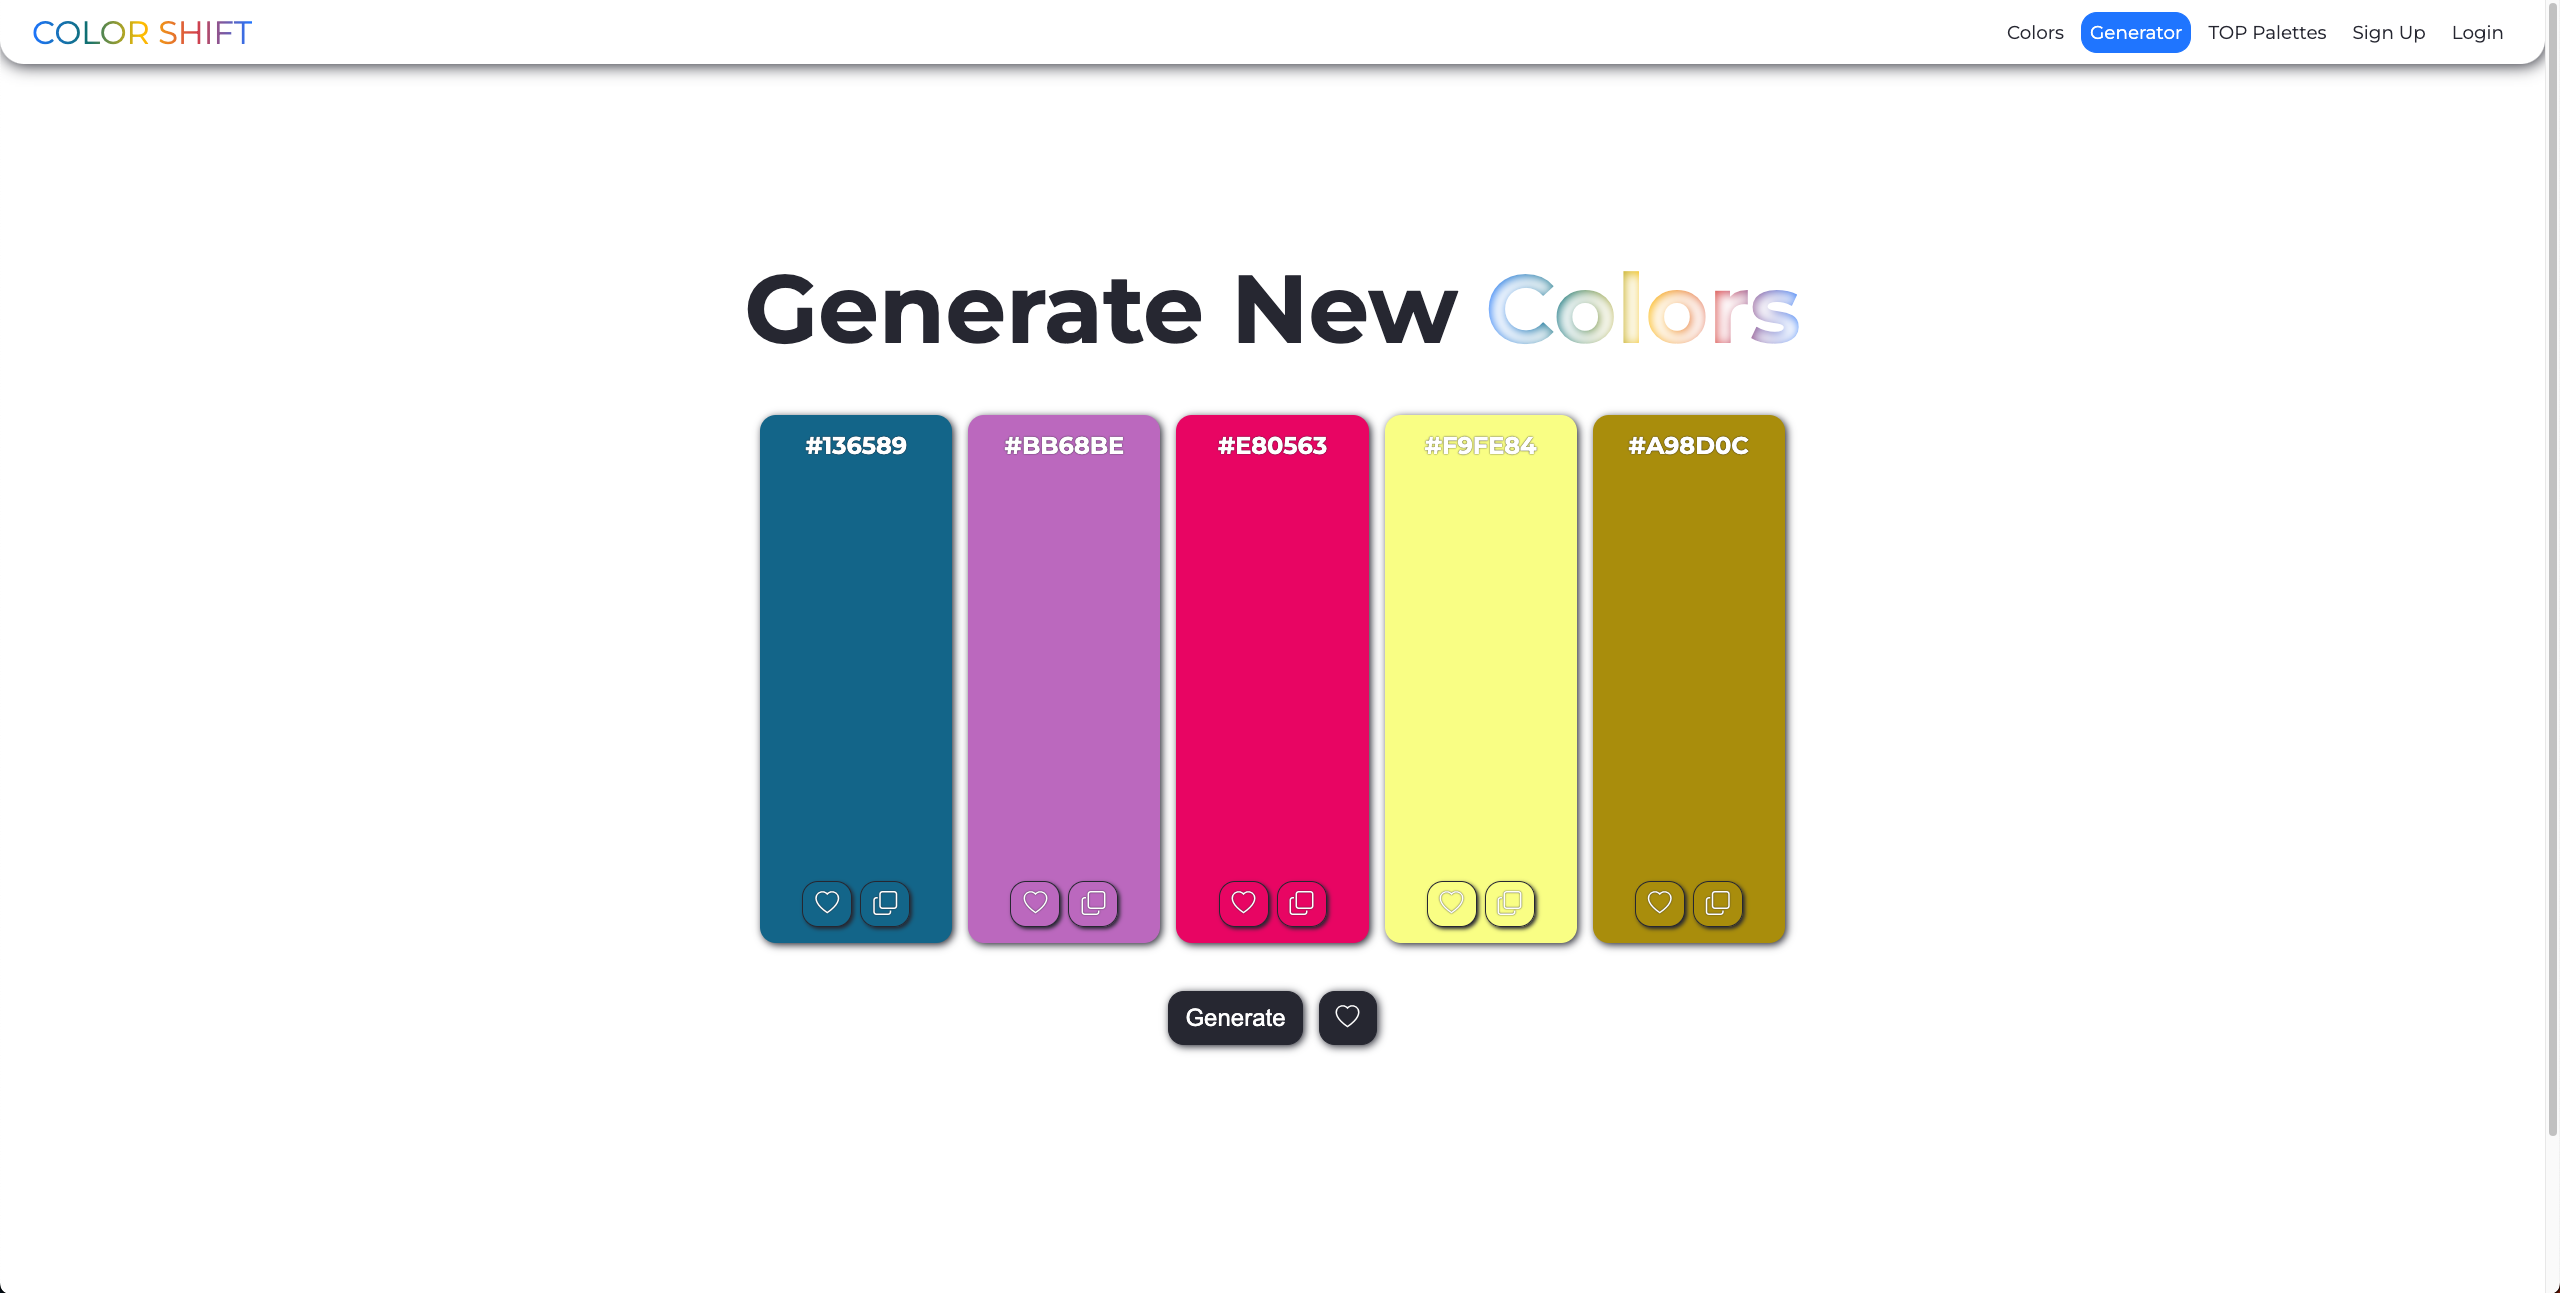 COLOR SHIFT
Colors Generator TOP Palettes Sign Up Login
Generate New Colors
#136589 #BB68BE #E80563 #F9FE84 #A98D0C
Generate